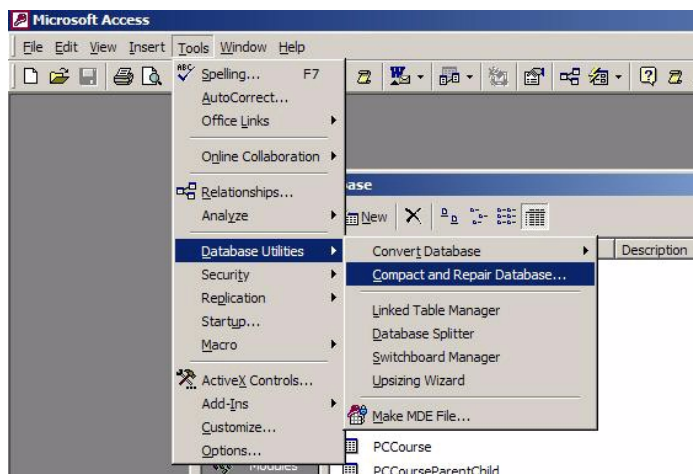 Microsoft Access
File Edit View Insert Tools Window Help
ABC
Spelling... F7
AutoCorrect...
Office Links
Online Collaboration
Relationships...
Analyze
Database Utilities
Security
Replication
Startup...
Macro
ActiveX Controls...
Add-Ins
Customize...
Options...
ase
New
Description
Convert Database
Compact and Repair Database...
Linked Table Manager
Database Splitter
Switchboard Manager
Upsizing Wizard
Make MDE File...
PCCourse
Modules
PCCourseParentChild